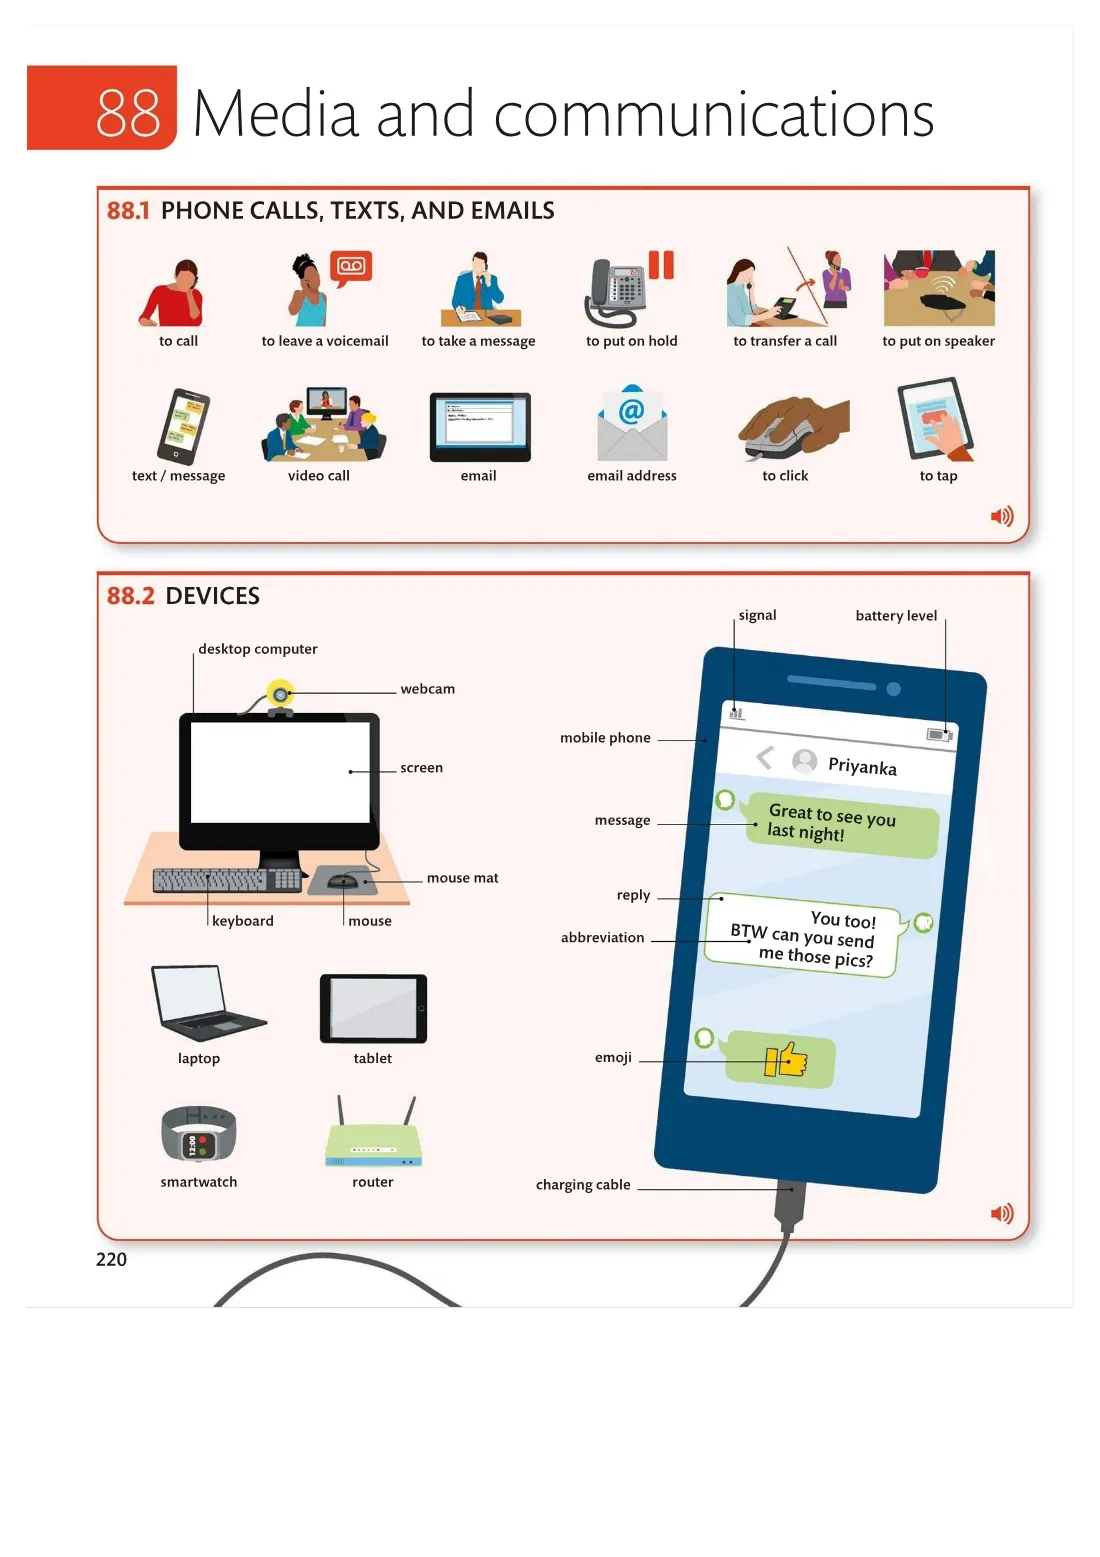 88 Media and communications
88.1 PHONE CALLS, TEXTS, AND EMAILS
to call
to leave a voicemail
to take a message
to put on hold
to transfer a call
to put on speaker
text / message
video call
email
email address
to click
to tap
88.2 DEVICES
desktop computer
webcam
screen
mouse mat
keyboard
mouse
laptop
tablet
smartwatch
12:00
router
signal
battery level
mobile phone
Priyanka
message
Great to see you
last night!
reply
You too!
abbreviation
BTW can you send
me those pics?
emoji
charging cable
220